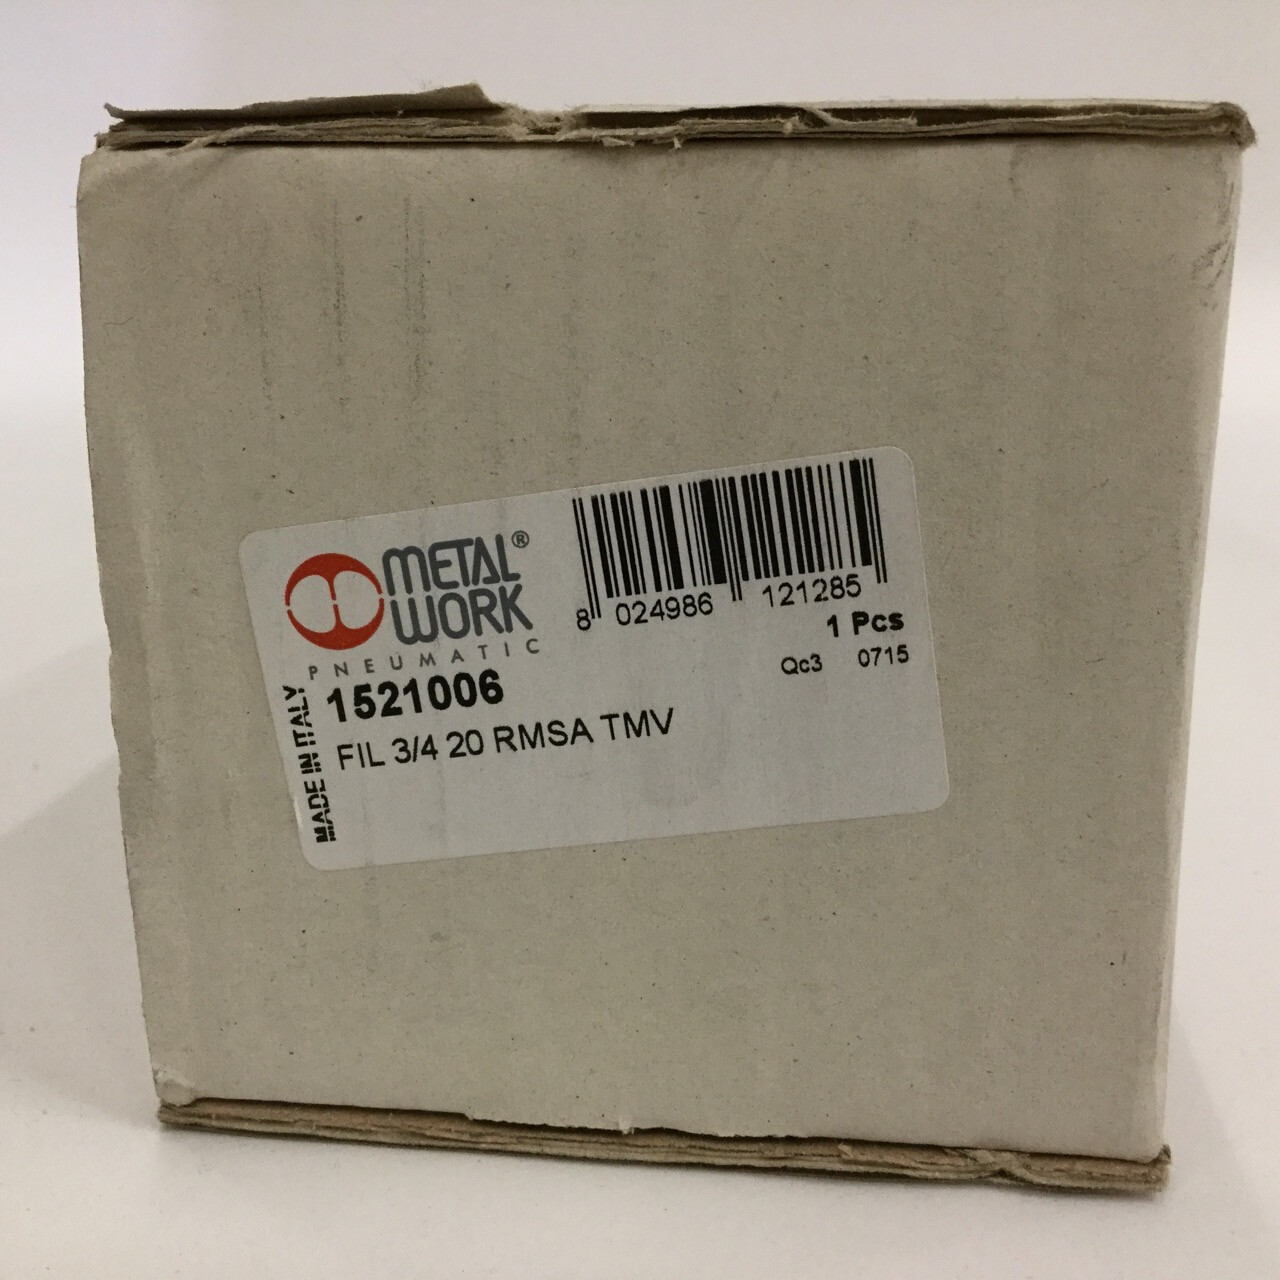 METAL®
WORK
PNEUMATIC
8 024986 121285
1 Pcs
Qc3 0715
1521006
FIL 3/4 20 RMSA TMV
MADE IN ITALY